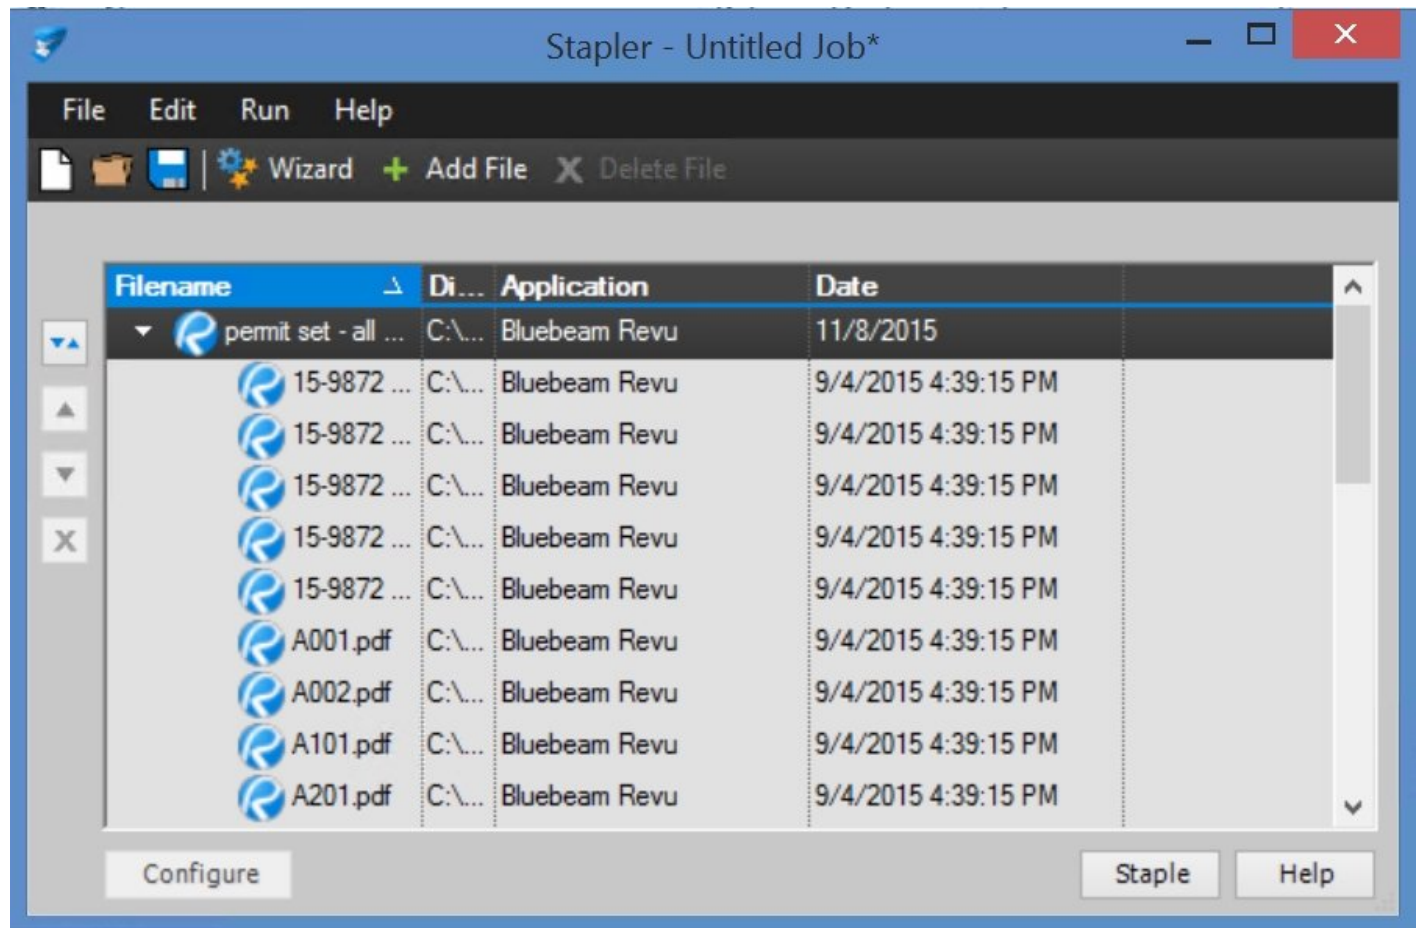 Stapler - Untitled Job*
File Edit Run Help
Wizard Add File Delete File
Filename Di... Application Date
permit set - all ... C:\... Bluebeam Revu 11/8/2015
15-9872 ... C:\... Bluebeam Revu 9/4/2015 4:39:15 PM
15-9872 ... C:\... Bluebeam Revu 9/4/2015 4:39:15 PM
15-9872 ... C:\... Bluebeam Revu 9/4/2015 4:39:15 PM
15-9872 ... C:\... Bluebeam Revu 9/4/2015 4:39:15 PM
15-9872 ... C:\... Bluebeam Revu 9/4/2015 4:39:15 PM
A001.pdf C:\... Bluebeam Revu 9/4/2015 4:39:15 PM
A002.pdf C:\... Bluebeam Revu 9/4/2015 4:39:15 PM
A101.pdf C:\... Bluebeam Revu 9/4/2015 4:39:15 PM
A201.pdf C:\... Bluebeam Revu 9/4/2015 4:39:15 PM
Configure Staple Help